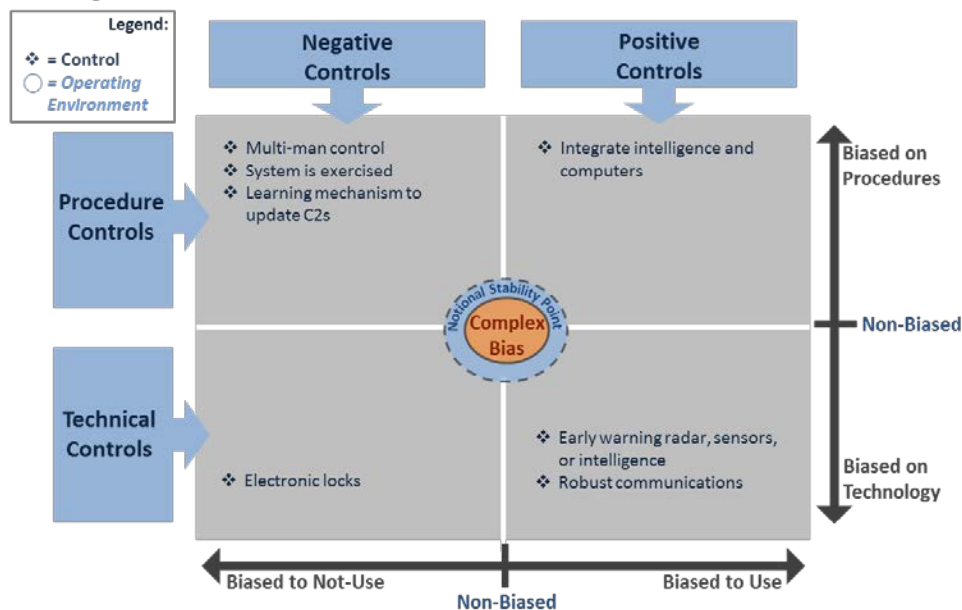 Legend:
❖ = Control
○ = Operating
Environment
Negative
Controls
Positive
Controls
Procedure
Controls
Technical
Controls
❖ Multi-man control
❖ System is exercised
❖ Learning mechanism to
update C2s
❖ Integrate intelligence and
computers
Notional Stability Point
Complex
Bias
❖ Electronic locks
❖ Early warning radar, sensors,
or intelligence
❖ Robust communications
Biased on
Procedures
Non-Biased
Biased on
Technology
Biased to Not-Use
Biased to Use
Non-Biased